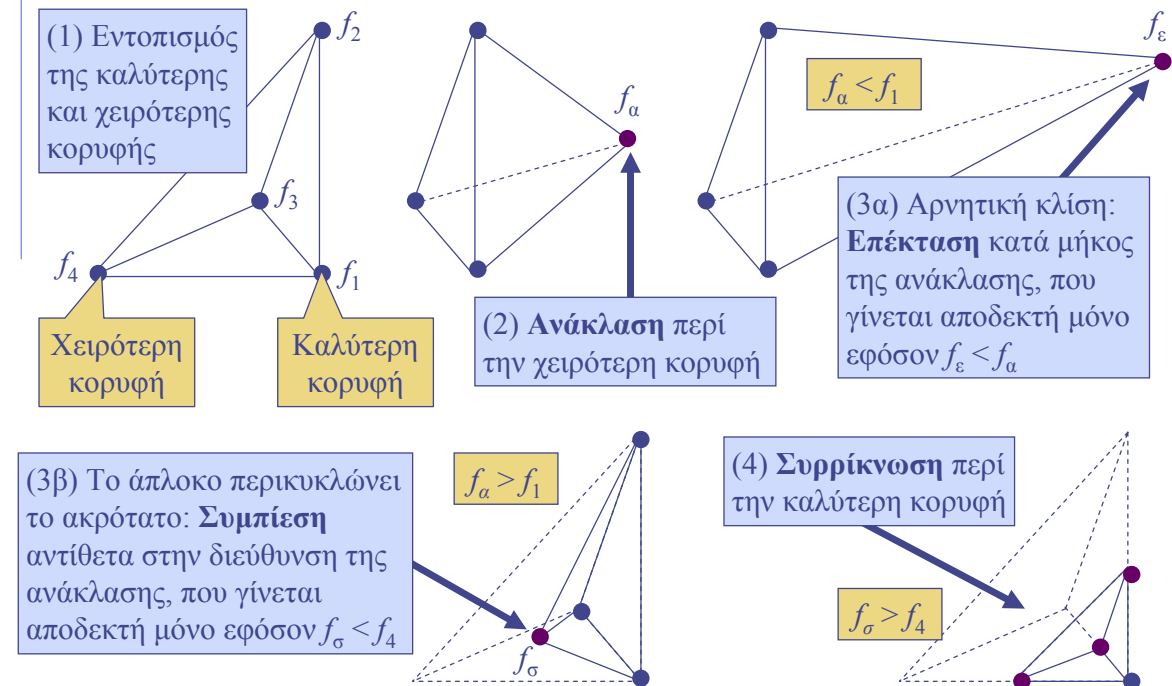 (1) Εντοπισμός
της καλύτερης
και χειρότερης
κορυφής
f₂
f₃
f₄
f₁
Χειρότερη
κορυφή
Καλύτερη
κορυφή
fα
(2) Ανάκλαση περί
την χειρότερη κορυφή
fε
fα < f₁
(3α) Αρνητική κλίση:
Επέκταση κατά μήκος
της ανάκλασης, που
γίνεται αποδεκτή μόνο
εφόσον fε < fα
(3β) Το άπλοκο περικυκλώνει
το ακρότατο: Συμπίεση
αντίθετα στην διεύθυνση της
ανάκλασης, που γίνεται
αποδεκτή μόνο εφόσον fσ < f₄
fα > f₁
fσ
(4) Συρρίκνωση περί
την καλύτερη κορυφή
fσ > f₄